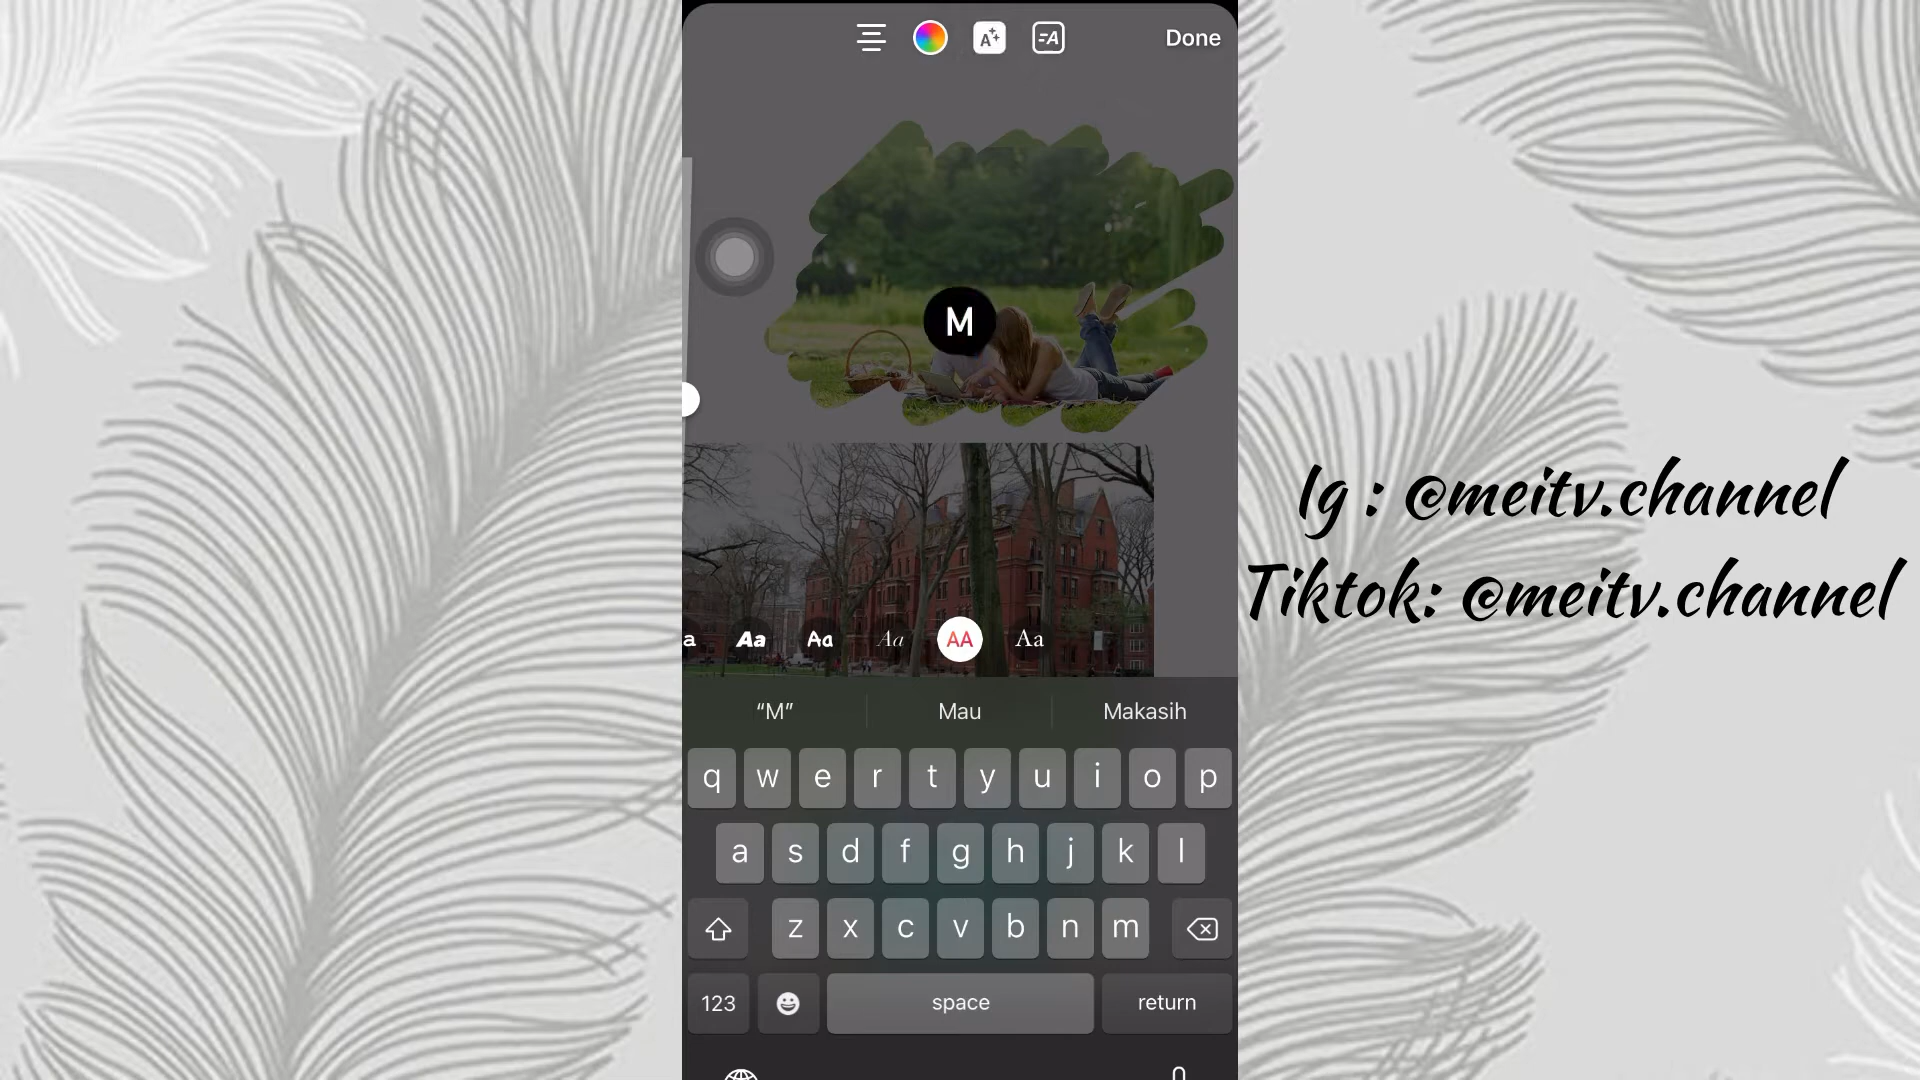 A
=A
Done
M
a
Aa
Aa
Aa
AA
Aa
"M"
Mau
Makasih
q w e r t y u i o p
a s d f g h j k l
z x c v b n m
123
space
return
Ig : @meitv.channel
Tiktok: @meitv.channel